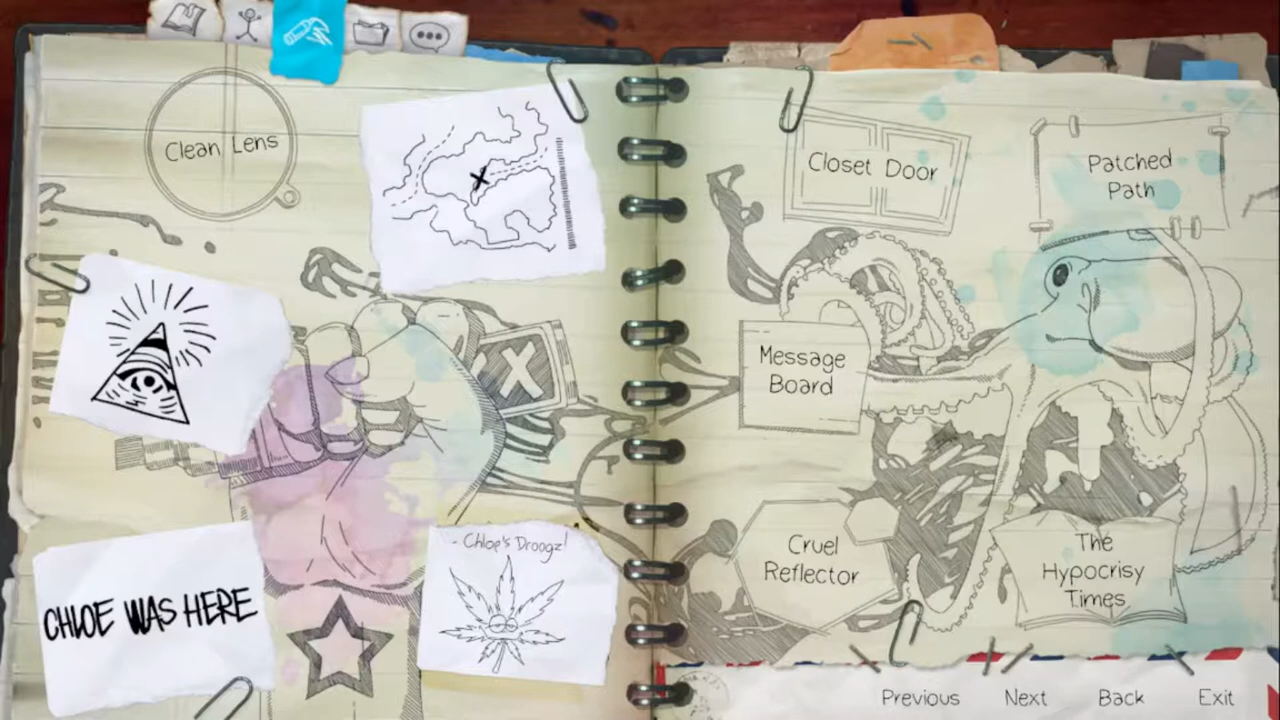 Clean Lens
CHLOE WAS HERE
- Chloe's Droogz!
Closet Door
Patched
Path
Message
Board
Cruel
Reflector
The
Hypocrisy
Times
Previous
Next
Back
Exit